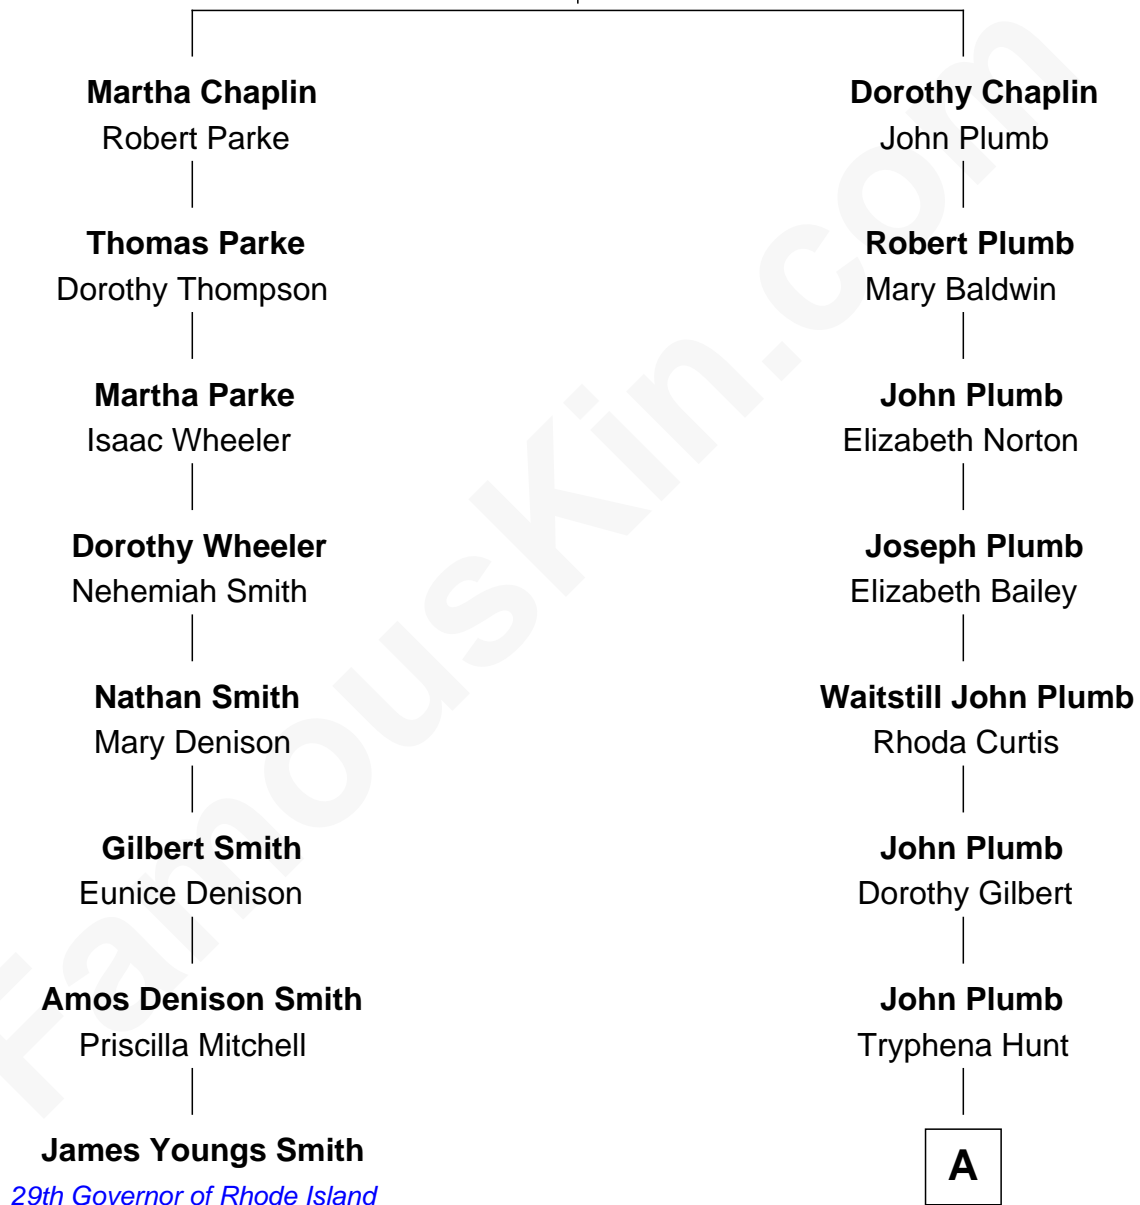 Martha Chaplin
Robert Parke
Thomas Parke
Dorothy Thompson
Martha Parke
Isaac Wheeler
Dorothy Wheeler
Nehemiah Smith
Nathan Smith
Mary Denison
Gilbert Smith
Eunice Denison
Amos Denison Smith
Priscilla Mitchell
James Youngs Smith
29th Governor of Rhode Island
Dorothy Chaplin
John Plumb
Robert Plumb
Mary Baldwin
John Plumb
Elizabeth Norton
Joseph Plumb
Elizabeth Bailey
Waitstill John Plumb
Rhoda Curtis
John Plumb
Dorothy Gilbert
John Plumb
Tryphena Hunt
A
FamousKin.com